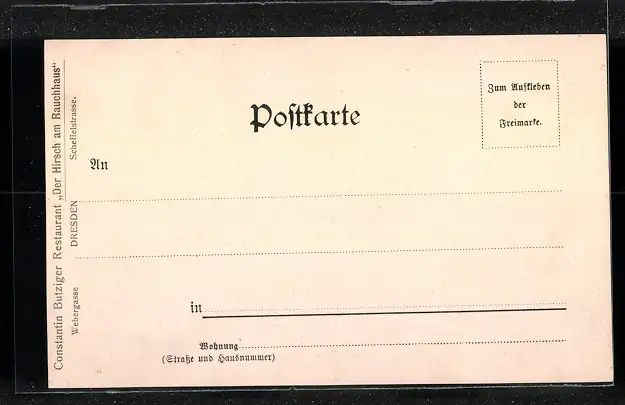 Constantin Butziger Restaurant „Der Hirsch am Rauchhaus“
Webergasse DRESDEN Scheffelstrasse.
Postkarte
Zum Aufkleben
der
Freimarke.
An
in
Wohnung
(Straße und Hausnummer)